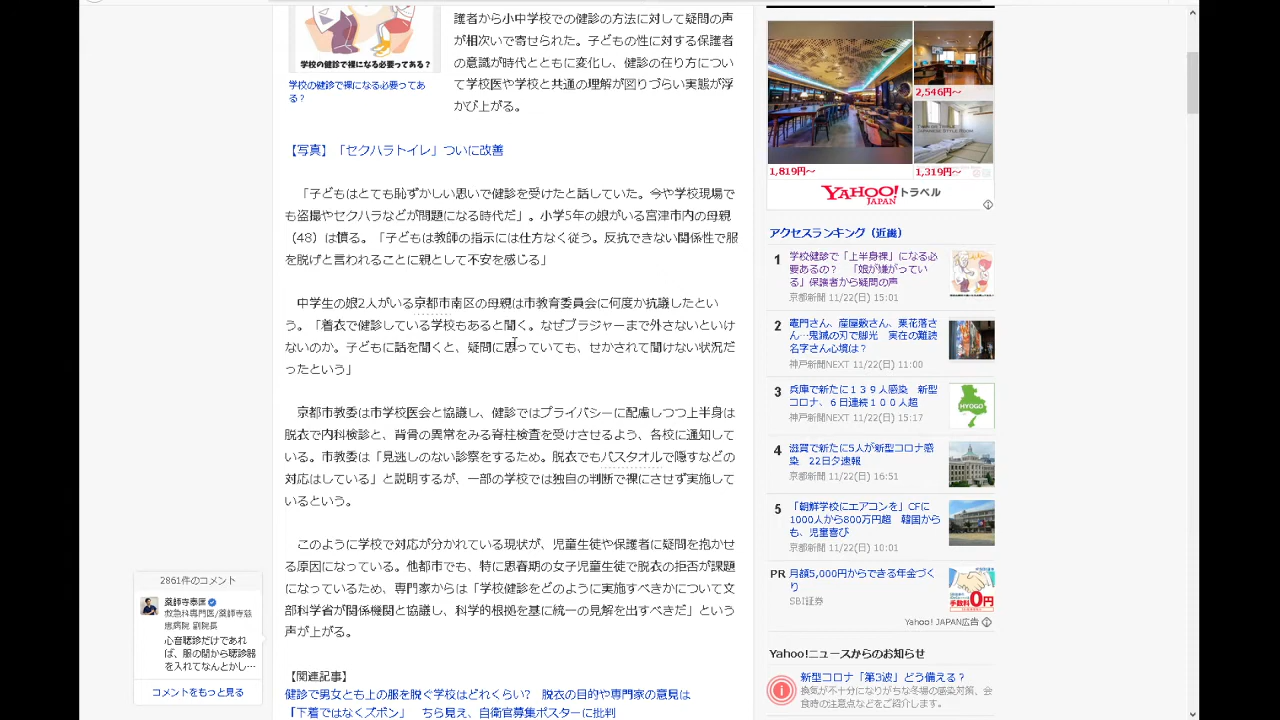 学校の健診で裸になる必要ってある？
学校の健診で裸になる必要ってあ
る？
護者から小中学校での健診の方法に対して疑問の声
が相次いで寄せられた。子どもの性に対する保護者
の意識が時代とともに変化し、健診の在り方につい
て学校医や学校と共通の理解が図りづらい実態が浮
かび上がる。
【写真】「セクハラトイレ」ついに改善
「子どもはとても恥ずかしい思いで健診を受けたと話していた。今や学校現場で
も盗撮やセクハラなどが問題になる時代だ」。小学5年の娘がいる宮津市内の母親
（48）は憤る。「子どもは教師の指示には仕方なく従う。反抗できない関係性で服
を脱げと言われることに親として不安を感じる」
中学生の娘2人がいる京都市南区の母親は市教育委員会に何度か抗議したとい
う。「着衣で健診している学校もあると聞く。なぜブラジャーまで外さないといけ
ないのか。子どもに話を聞くと、疑問に思っていても、せかされて聞けない状況だ
ったという」
京都市教委は市学校医会と協議し、健診ではプライバシーに配慮しつつ上半身は
脱衣で内科検診と、背骨の異常をみる脊柱検査を受けさせるよう、各校に通知して
いる。市教委は「見逃しのない診察をするため。脱衣でもバスタオルで隠すなどの
対応はしている」と説明するが、一部の学校では独自の判断で裸にさせず実施して
いるという。
このように学校で対応が分かれている現状が、児童生徒や保護者に疑問を抱かせ
る原因になっている。他都市でも、特に思春期の女子児童生徒で脱衣の拒否が課題
になっているため、専門家からは「学校健診をどのように実施すべきかについて文
部科学省が関係機関と協議し、科学的根拠を基に統一の見解を出すべきだ」という
声が上がる。
【関連記事】
健診で男女とも上の服を脱ぐ学校はどれくらい？　脱衣の目的や専門家の意見は
「下着ではなくズボン」　ちら見え、自衛官募集ポスターに批判
2861件のコメント
薬師寺泰匡
救急科専門医/薬師寺慈
恵病院 副院長
心音聴診だけであれ
ば、服の間から聴診器
を入れてなんとかし…
コメントをもっと見る
1,819円～
2,546円～
1,319円～
YAHOO! JAPAN トラベル
アクセスランキング（近畿）
1
学校健診で「上半身裸」になる必
要あるの？　「娘が嫌がってい
る」保護者から疑問の声
京都新聞 11/22(日) 15:01
2
竈門さん、産屋敷さん、栗花落さ
ん…鬼滅の刃で脚光　実在の難読
名字さん心境は？
神戸新聞NEXT 11/22(日) 11:00
3
兵庫で新たに１３９人感染　新型
コロナ、６日連続１００人超
神戸新聞NEXT 11/22(日) 15:17
HYOGO
4
滋賀で新たに5人が新型コロナ感
染　22日夕速報
京都新聞 11/22(日) 16:51
5
「朝鮮学校にエアコンを」CFに
1000人から800万円超　韓国から
も、児童喜び
京都新聞 11/22(日) 10:01
PR
月額5,000円からできる年金づく
り
SBI証券
手数料0円
Yahoo! JAPAN広告
Yahoo!ニュースからのお知らせ
新型コロナ「第3波」どう備える？
換気が不十分になりがちな冬場の感染対策、会
食時の注意点などをご紹介します。